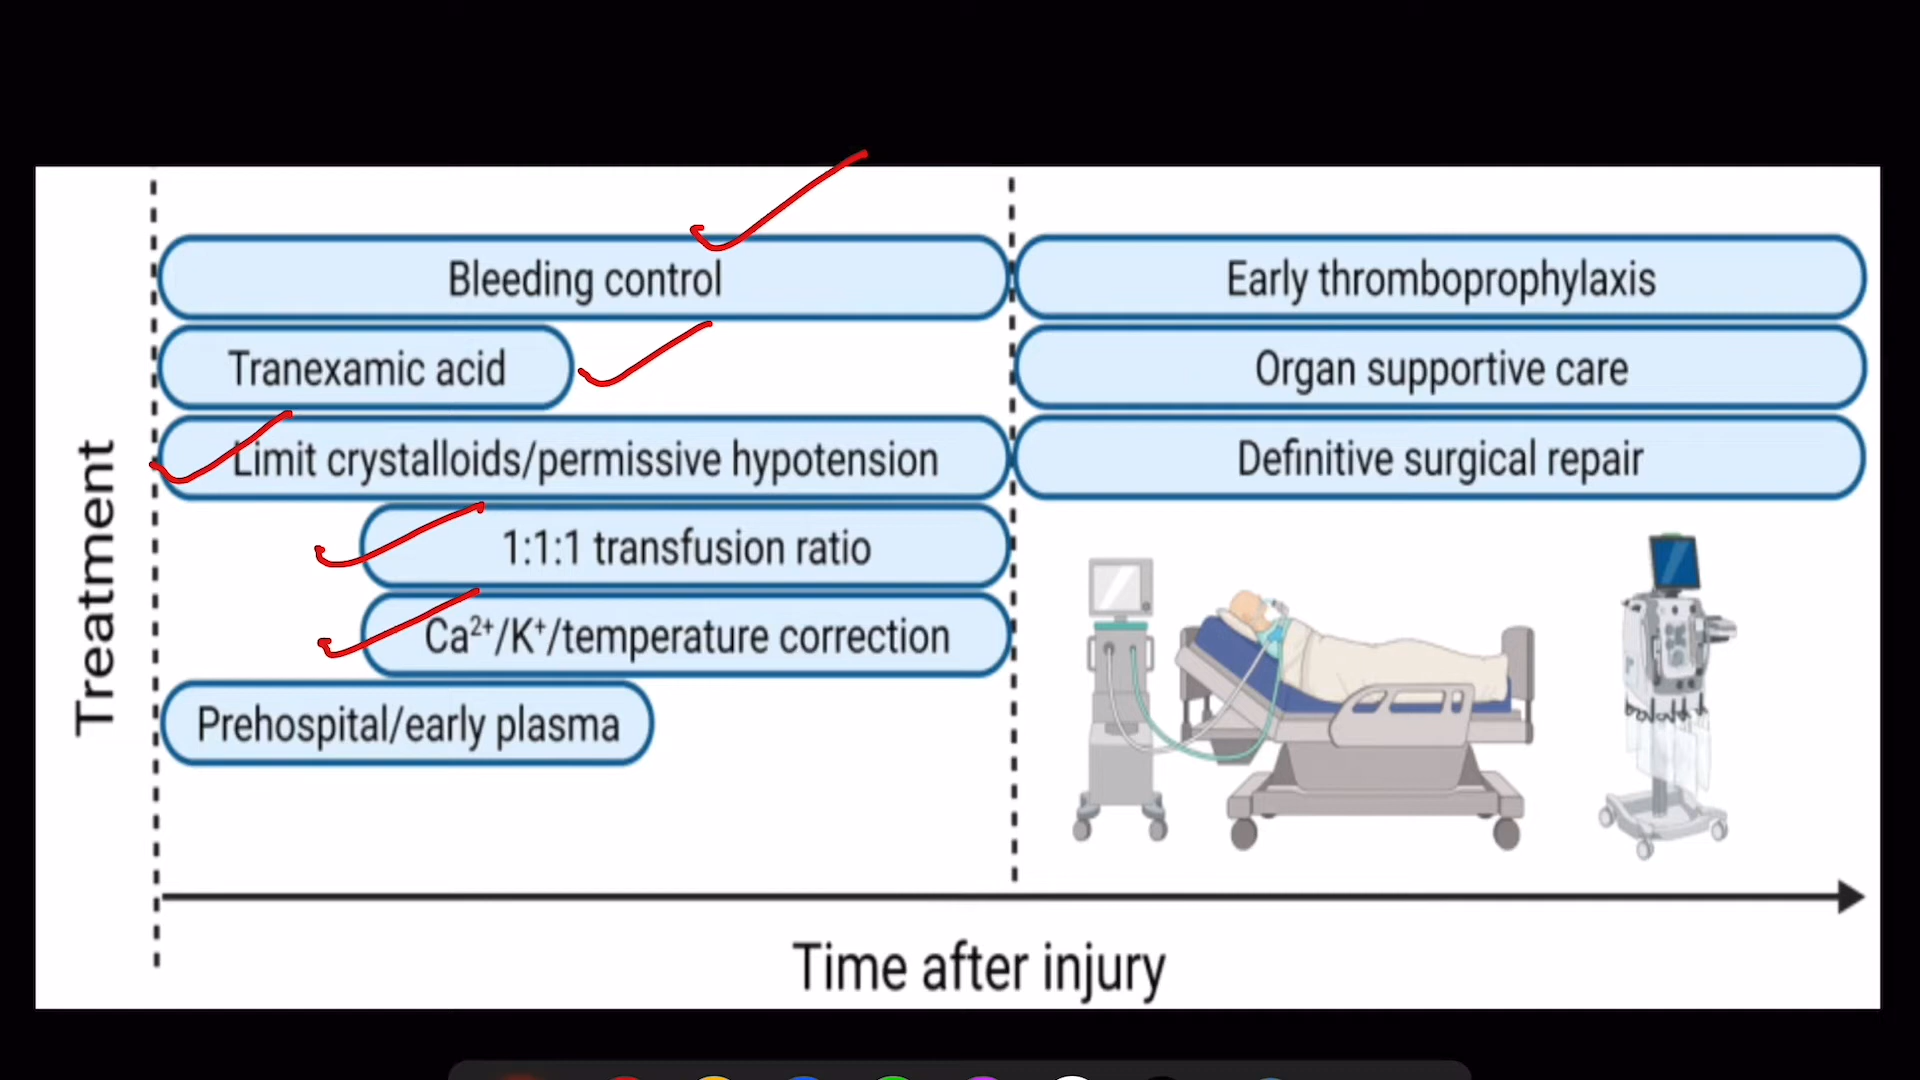 Bleeding control
Tranexamic acid
Limit crystalloids/permissive hypotension
1:1:1 transfusion ratio
Ca²⁺/K⁺/temperature correction
Prehospital/early plasma
Early thromboprophylaxis
Organ supportive care
Definitive surgical repair
Treatment
Time after injury